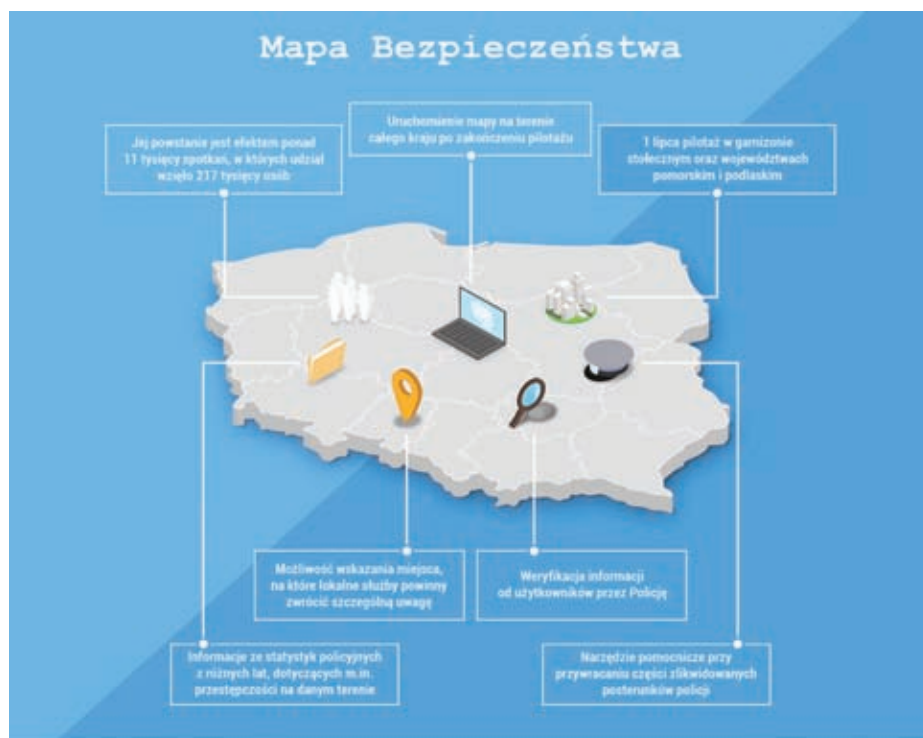 Mapa Bezpieczeństwa
Jej powstanie jest efektem ponad
11 tysięcy spotkań, w których udział
wzięło 217 tysięcy osób
Uruchomienie mapy na terenie
całego kraju po zakończeniu pilotażu
1 lipca pilotaż w garnizonie
stołecznym oraz województwach
pomorskim i podlaskim
Możliwość wskazania miejsca,
na które lokalne służby powinny
zwrócić szczególną uwagę
Weryfikacja informacji
od użytkowników przez Policję
Informacje ze statystyk policyjnych
z różnych lat, dotyczących m.in.
przestępczości na danym terenie
Narzędzie pomocnicze przy
przywracaniu części zlikwidowanych
posterunków policji